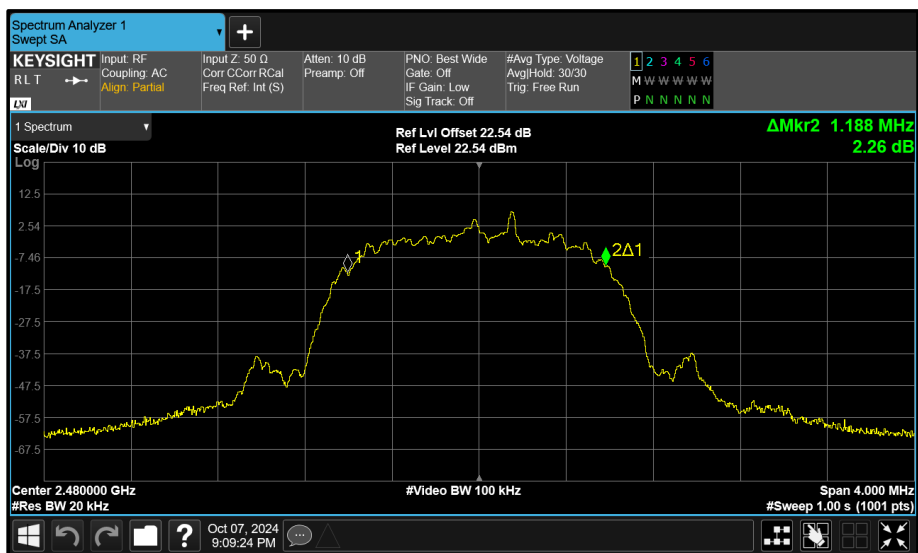 Spectrum Analyzer 1
Swept SA
KEYSIGHT
RLT
LXI
Input: RF
Coupling: AC
Align: Partial
Input Z: 50 Ω
Corr CCorr RCal
Freq Ref: Int (S)
Atten: 10 dB
Preamp: Off
PNO: Best Wide
Gate: Off
IF Gain: Low
Sig Track: Off
#Avg Type: Voltage
Avg|Hold: 30/30
Trig: Free Run
1 2 3 4 5 6
M W W W W W
P N N N N N
1 Spectrum
Scale/Div 10 dB
Ref Lvl Offset 22.54 dB
Ref Level 22.54 dBm
ΔMkr2 1.188 MHz
2.26 dB
Log
12.5
2.54
-7.46
-17.5
-27.5
-37.5
-47.5
-57.5
-67.5
1
2Δ1
Center 2.480000 GHz
#Video BW 100 kHz
Span 4.000 MHz
#Res BW 20 kHz
#Sweep 1.00 s (1001 pts)
?
Oct 07, 2024
9:09:24 PM